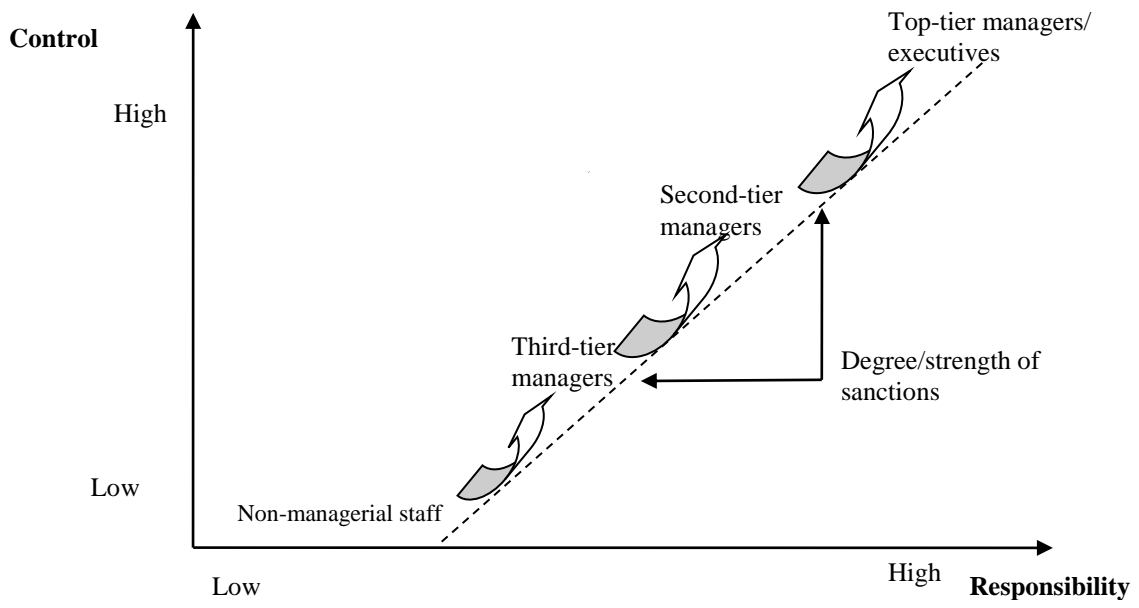 Top-tier managers/
executives
Control
High
Second-tier
managers
Third-tier
managers
Degree/strength of
sanctions
Low
Non-managerial staff
High
Low
Responsibility